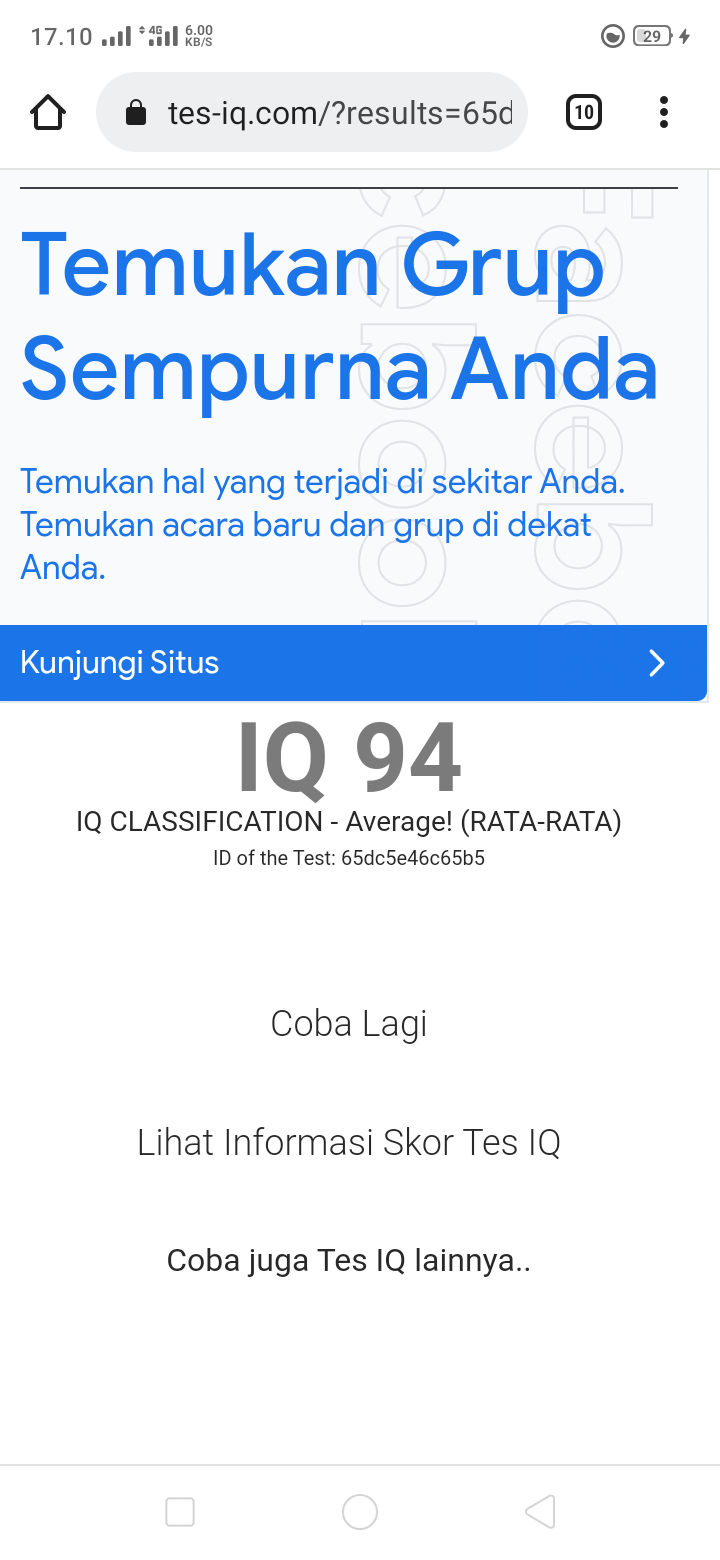 17.10 4G 6.00 KB/S 29
tes-iq.com/?results=65d 10
Temukan Grup
Sempurna Anda
Temukan hal yang terjadi di sekitar Anda.
Temukan acara baru dan grup di dekat
Anda.
Kunjungi Situs
IQ 94
IQ CLASSIFICATION - Average! (RATA-RATA)
ID of the Test: 65dc5e46c65b5
Coba Lagi
Lihat Informasi Skor Tes IQ
Coba juga Tes IQ lainnya..